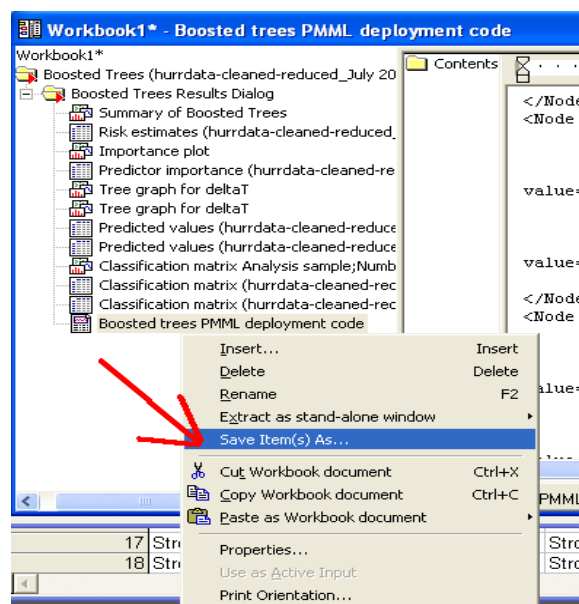 Workbook1* - Boosted trees PMML deployment code
Workbook1*
Boosted Trees (hurrdata-cleaned-reduced_July 20
Boosted Trees Results Dialog
Summary of Boosted Trees
Risk estimates (hurrdata-cleaned-reduced_
Importance plot
Predictor importance (hurrdata-cleaned-re
Tree graph for deltaT
Tree graph for deltaT
Predicted values (hurrdata-cleaned-reduce
Predicted values (hurrdata-cleaned-reduce
Classification matrix Analysis sample;Numb
Classification matrix (hurrdata-cleaned-rec
Classification matrix (hurrdata-cleaned-rec
Boosted trees PMML deployment code
Contents
</Node
<Node
value=
value=
</Node
<Node
alue=
Insert... Insert
Delete Delete
Rename F2
Extract as stand-alone window
Save Item(s) As...
Cut Workbook document Ctrl+X
Copy Workbook document Ctrl+C
Paste as Workbook document
Properties...
Use as Active Input
Print Orientation...
PMML
17 Stro Stro
18 Stro Stro